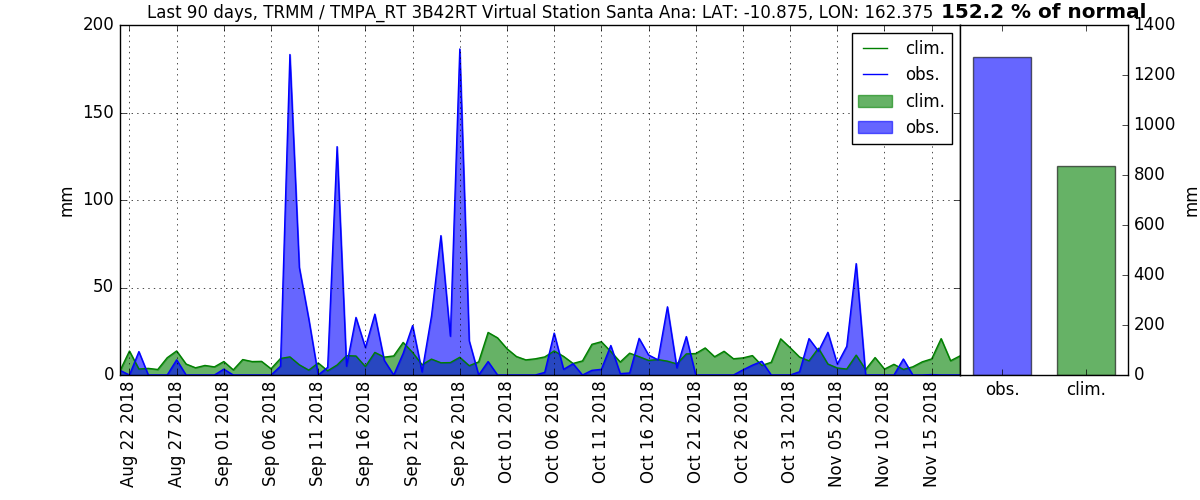 Last 90 days, TRMM / TMPA_RT 3B42RT Virtual Station Santa Ana: LAT: -10.875, LON: 162.375 152.2 % of normal
clim.
obs.
clim.
obs.
mm
200
150
100
50
0
Aug 22 2018
Aug 27 2018
Sep 01 2018
Sep 06 2018
Sep 11 2018
Sep 16 2018
Sep 21 2018
Sep 26 2018
Oct 01 2018
Oct 06 2018
Oct 11 2018
Oct 16 2018
Oct 21 2018
Oct 26 2018
Oct 31 2018
Nov 05 2018
Nov 10 2018
Nov 15 2018
1400
1200
1000
800
600
400
200
0
mm
obs. clim.